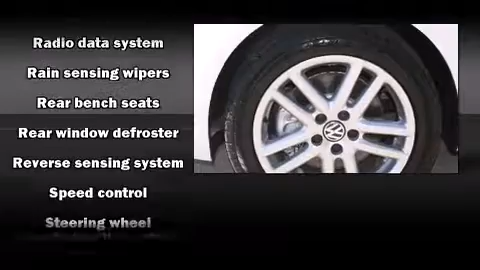 Radio data system
Rain sensing wipers
Rear bench seats
Rear window defroster
Reverse sensing system
Speed control
Steering wheel